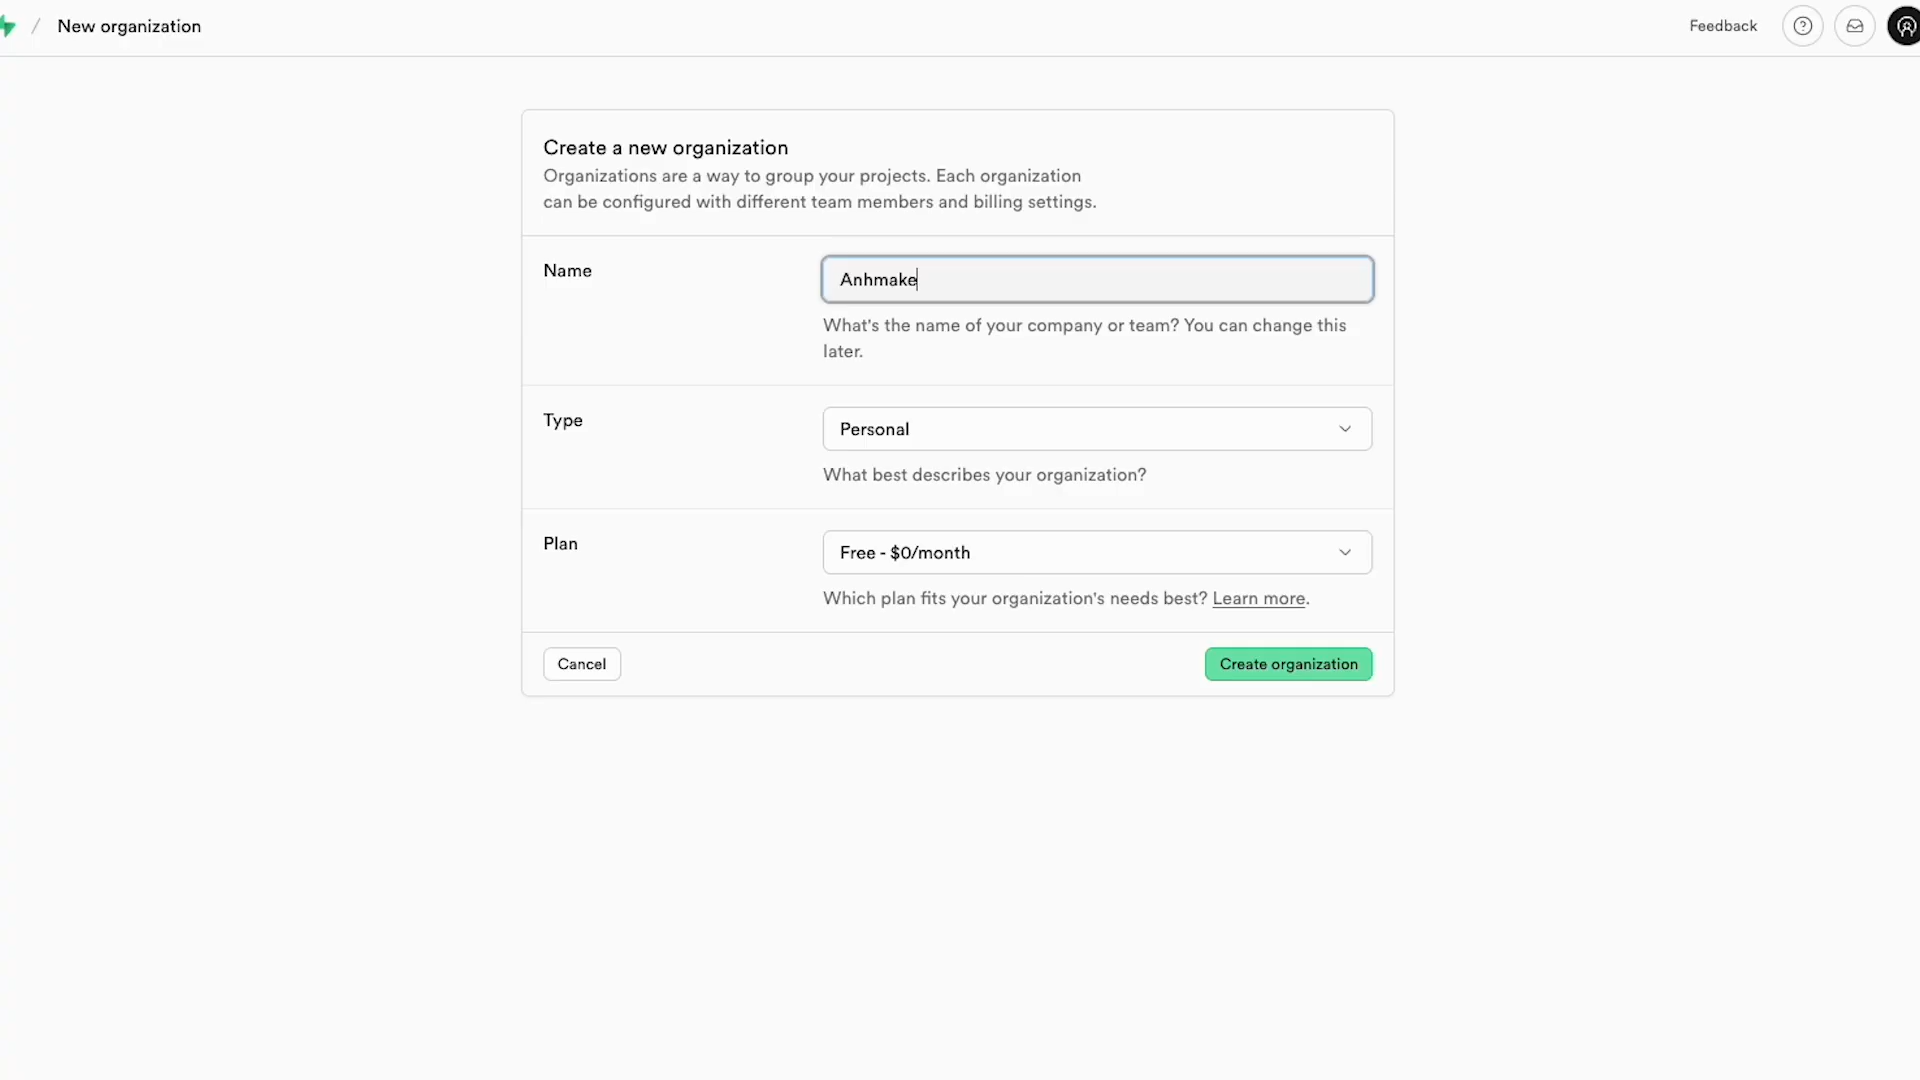 / New organization
Feedback
Create a new organization
Organizations are a way to group your projects. Each organization
can be configured with different team members and billing settings.
Name
Anhmake
What's the name of your company or team? You can change this
later.
Type
Personal
What best describes your organization?
Plan
Free - $0/month
Which plan fits your organization's needs best? Learn more.
Cancel
Create organization